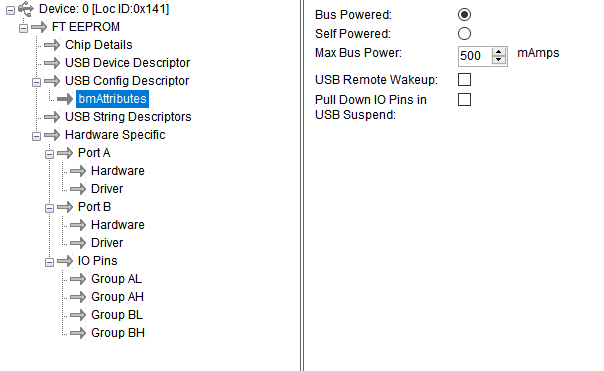 Device: 0 [Loc ID:0x141]
FT EEPROM
Chip Details
USB Device Descriptor
USB Config Descriptor
bmAttributes
USB String Descriptors
Hardware Specific
Port A
Hardware
Driver
Port B
Hardware
Driver
IO Pins
Group AL
Group AH
Group BL
Group BH
Bus Powered:
Self Powered:
Max Bus Power: 500 mAmps
USB Remote Wakeup:
Pull Down IO Pins in
USB Suspend: